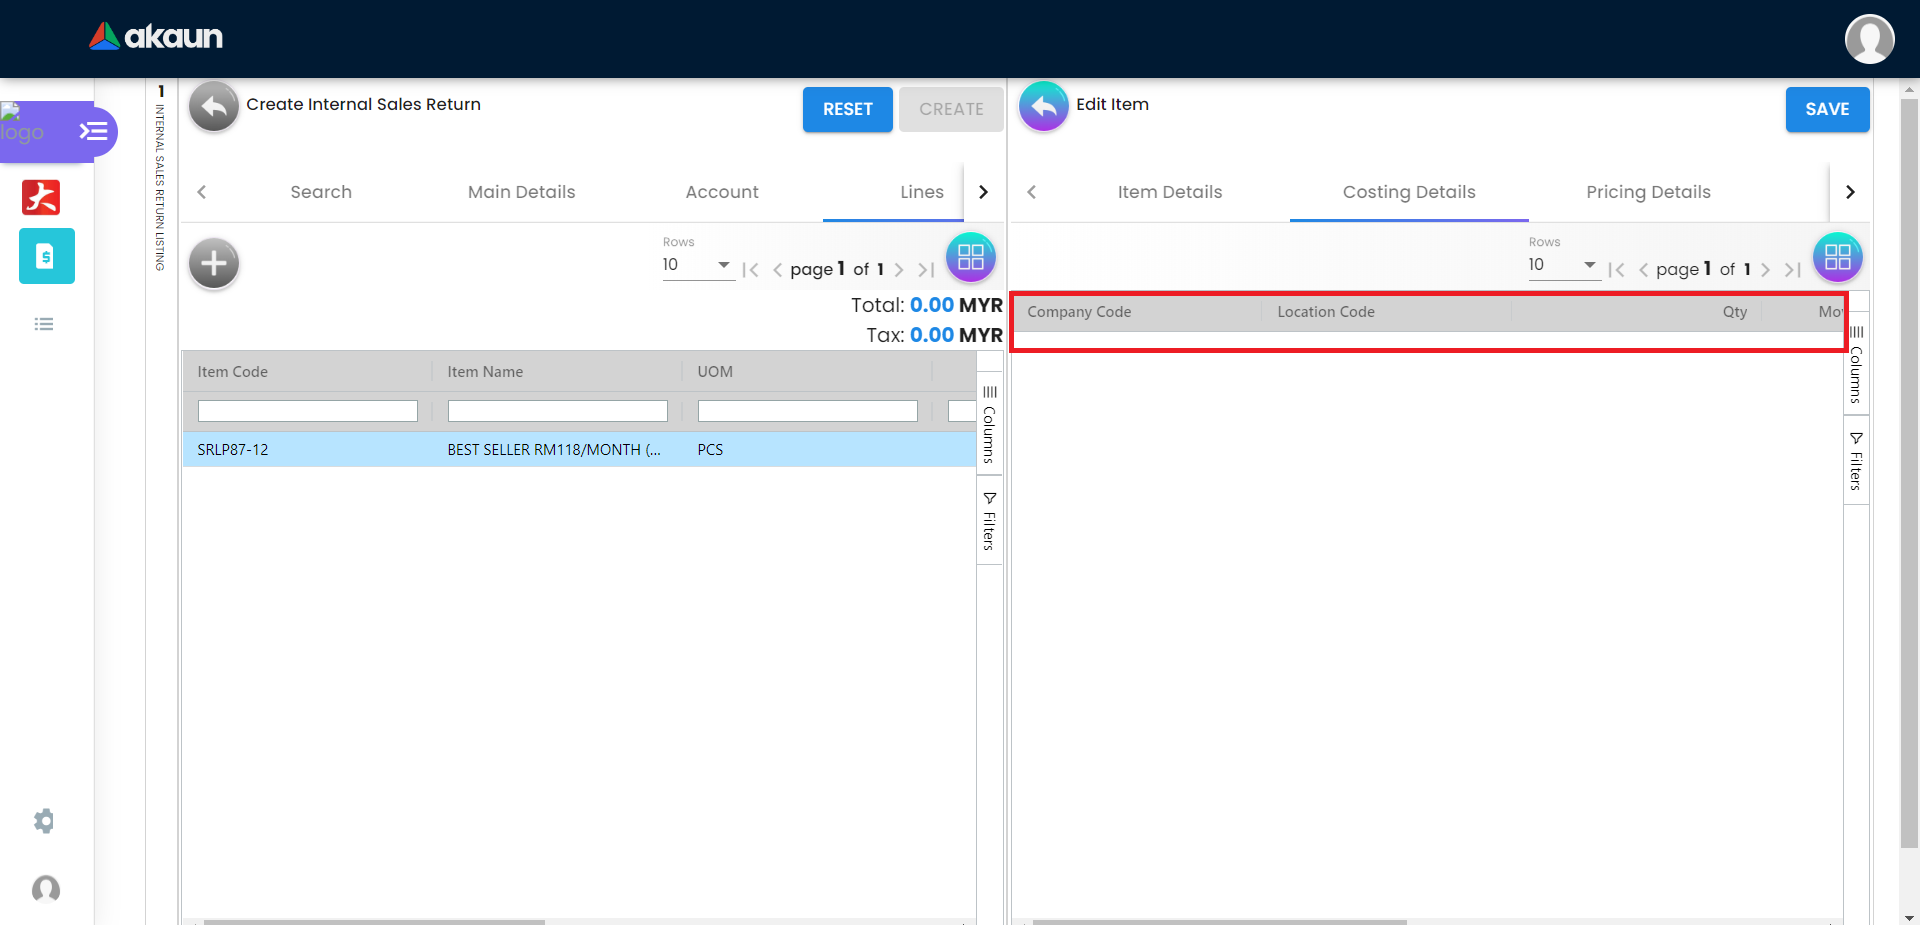 akaun
logo
1
INTERNAL SALES RETURN LISTING
Create Internal Sales Return
RESET
CREATE
Search
Main Details
Account
Lines
Rows
10
page 1 of 1
Total: 0.00 MYR
Tax: 0.00 MYR
Item Code
Item Name
UOM
SRLP87-12
BEST SELLER RM118/MONTH (...
PCS
Columns
Filters
Edit Item
SAVE
Item Details
Costing Details
Pricing Details
Rows
10
page 1 of 1
Company Code
Location Code
Qty
Mov
Columns
Filters